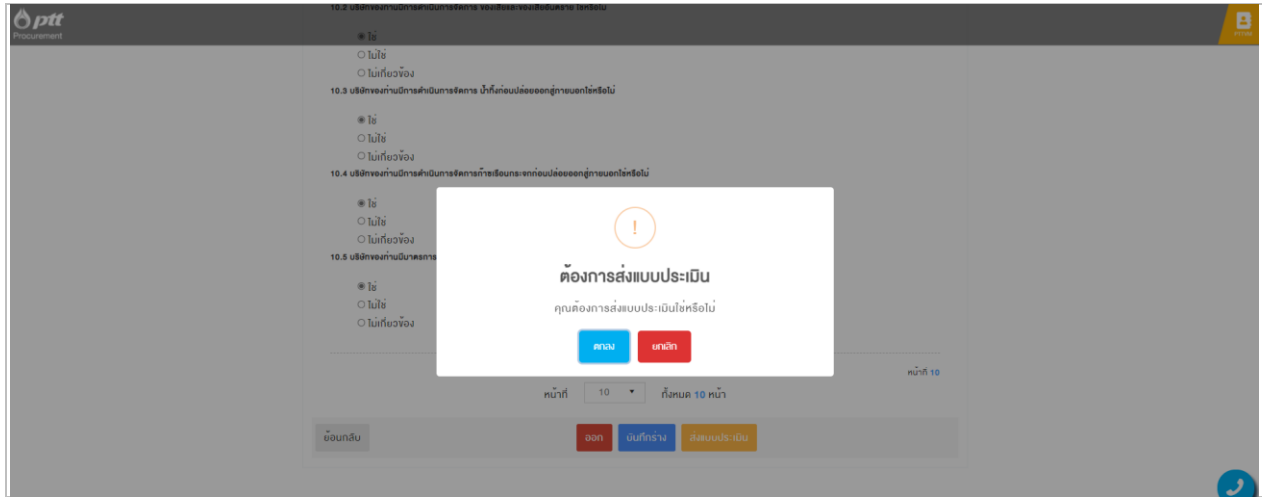 10.2 บริษัทของท่านมีการดำเนินการจัดการ ของเสียและของเสียอันตราย ใช่หรือไม่
ptt
Procurement
ใช่
ไม่ใช่
ไม่เกี่ยวข้อง
10.3 บริษัทของท่านมีการดำเนินการจัดการ น้ำทิ้งก่อนปล่อยออกสู่ภายนอกใช่หรือไม่
ใช่
ไม่ใช่
ไม่เกี่ยวข้อง
10.4 บริษัทของท่านมีการดำเนินการจัดการก๊าซเรือนกระจกก่อนปล่อยออกสู่ภายนอกใช่หรือไม่
ใช่
ไม่ใช่
ไม่เกี่ยวข้อง
10.5 บริษัทของท่านมีมาตรการ
ใช่
ไม่ใช่
ไม่เกี่ยวข้อง
!
ต้องการส่งแบบประเมิน
คุณต้องการส่งแบบประเมินใช่หรือไม่
ตกลง ยกเลิก
หน้าที่ 10
หน้าที่ 10 ทั้งหมด 10 หน้า
ย้อนกลับ ออก บันทึกร่าง ส่งแบบประเมิน